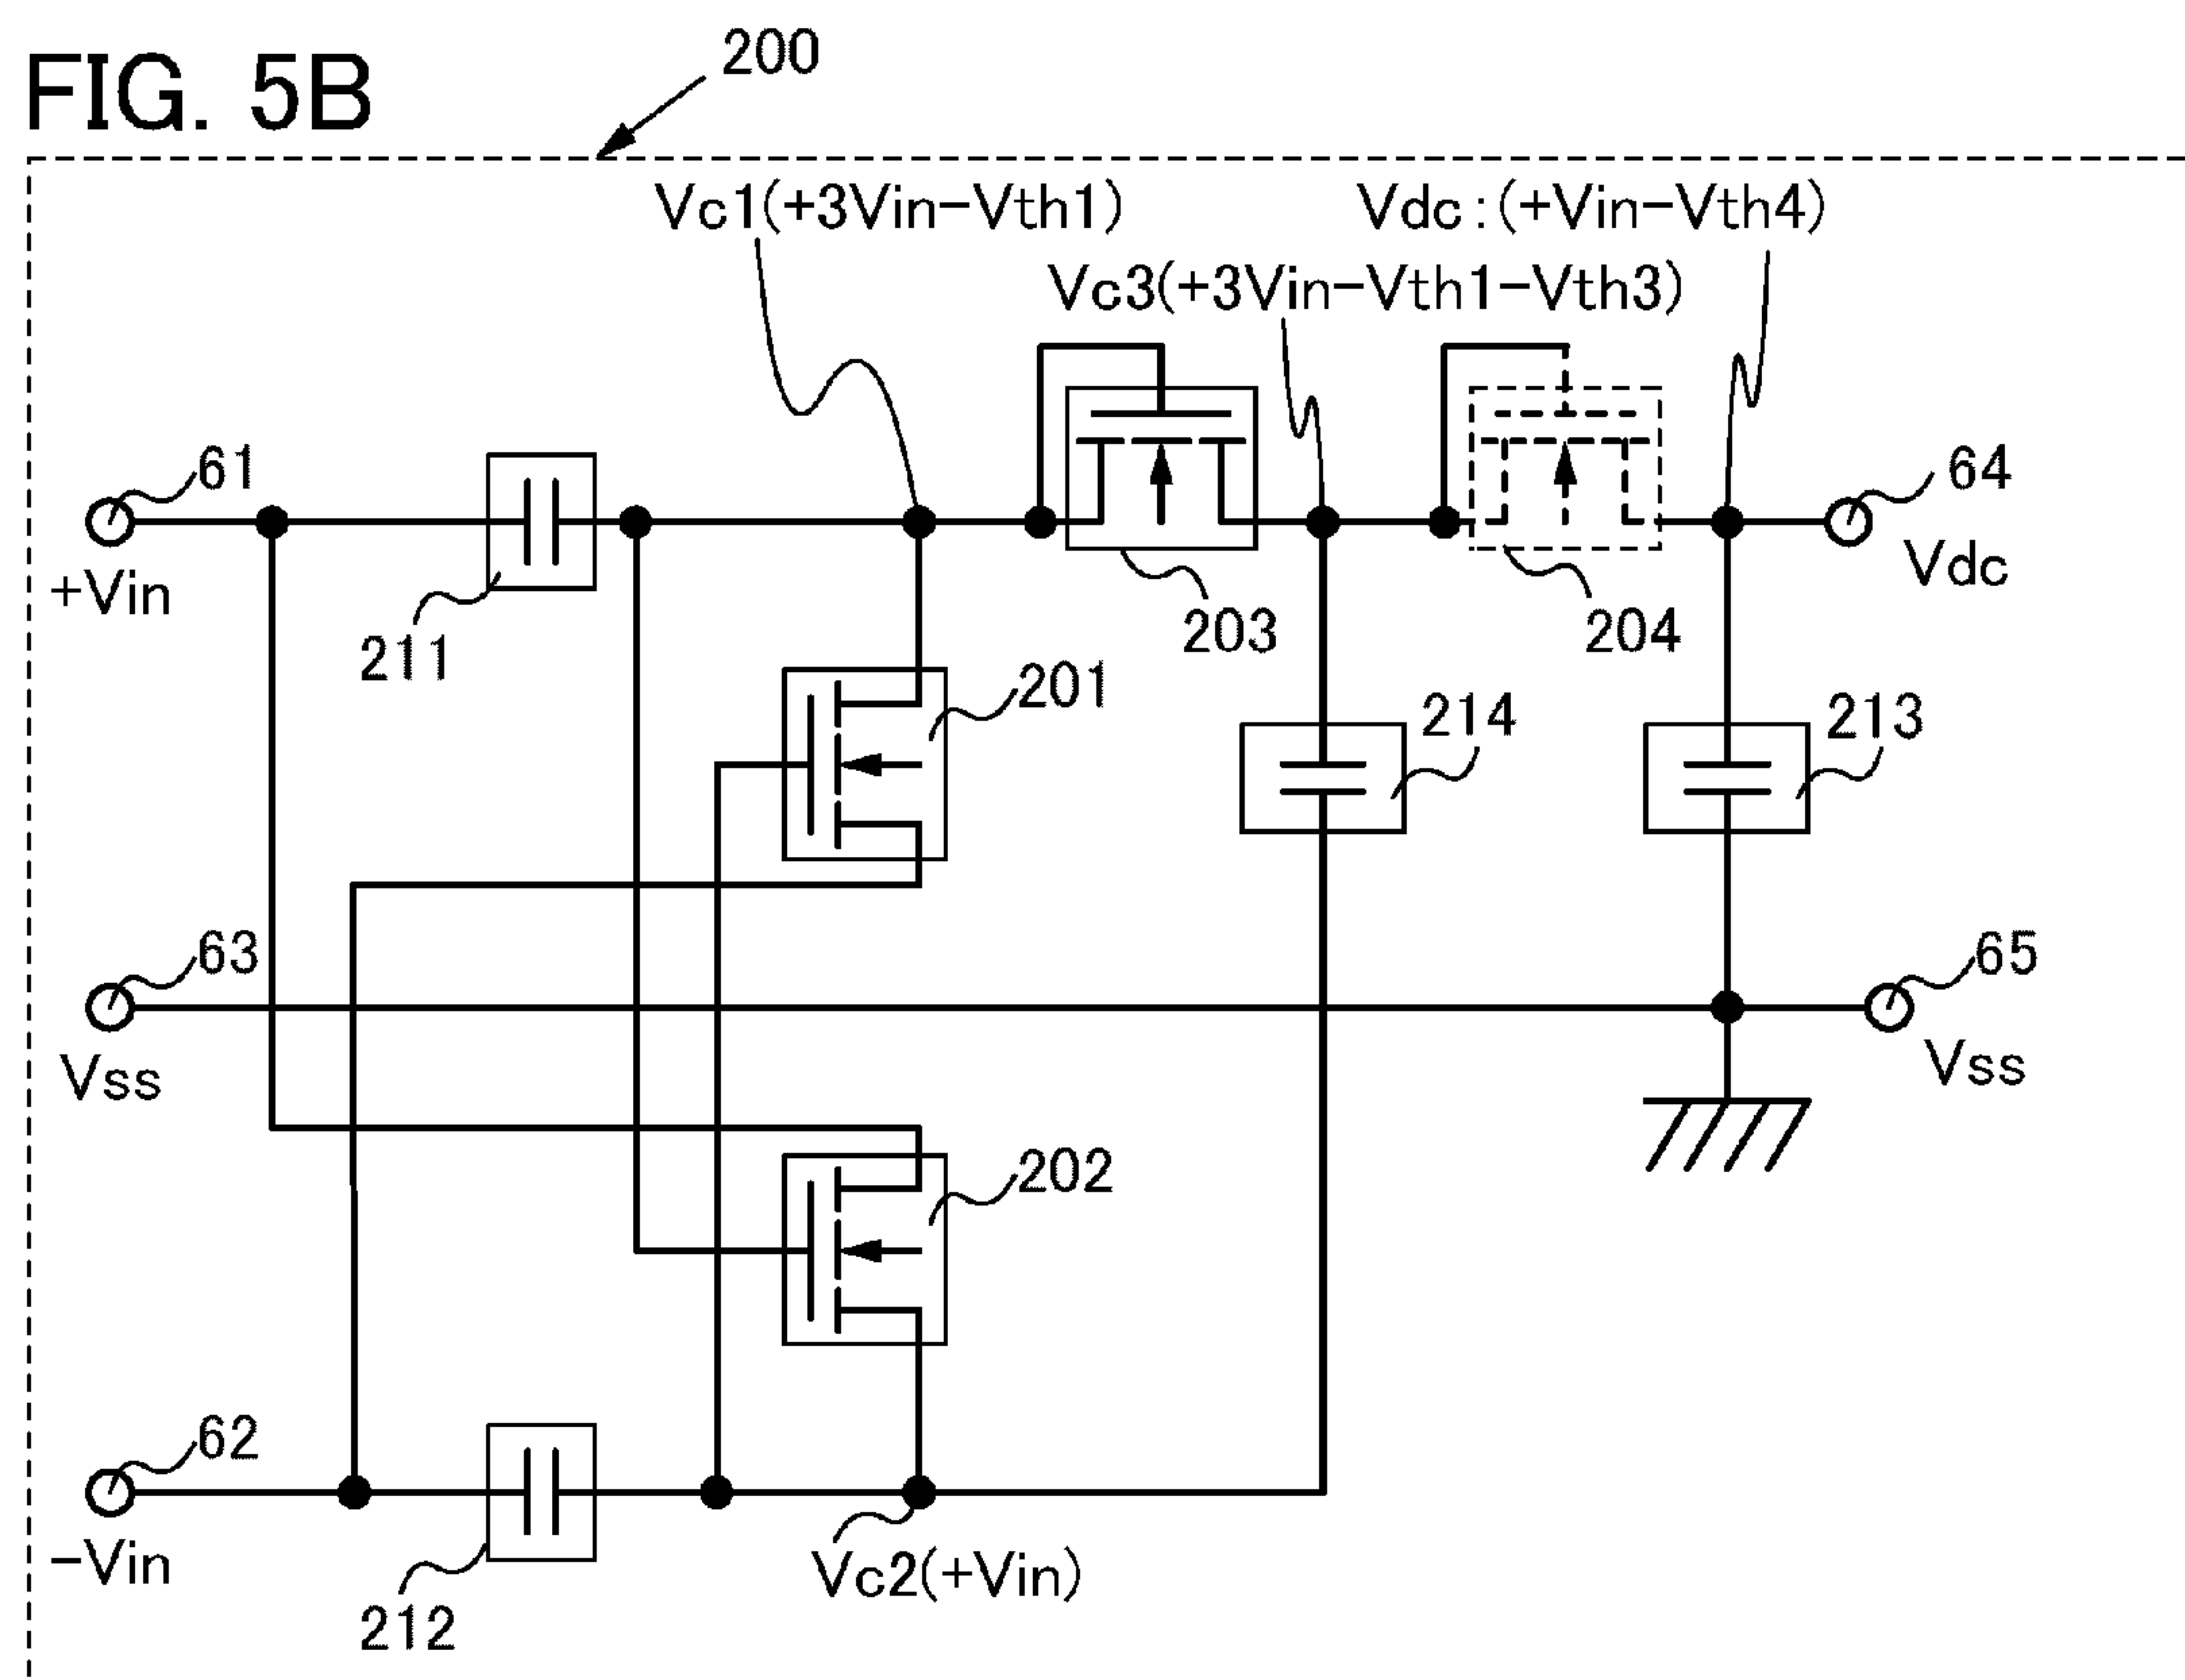 FIG. 5B
200
Vc1(+3Vin−Vth1)
Vdc:(+Vin−Vth4)
Vc3(+3Vin−Vth1−Vth3)
61
64
+Vin
Vdc
211
203
204
201
214
213
63
65
Vss
Vss
202
62
−Vin
Vc2(+Vin)
212